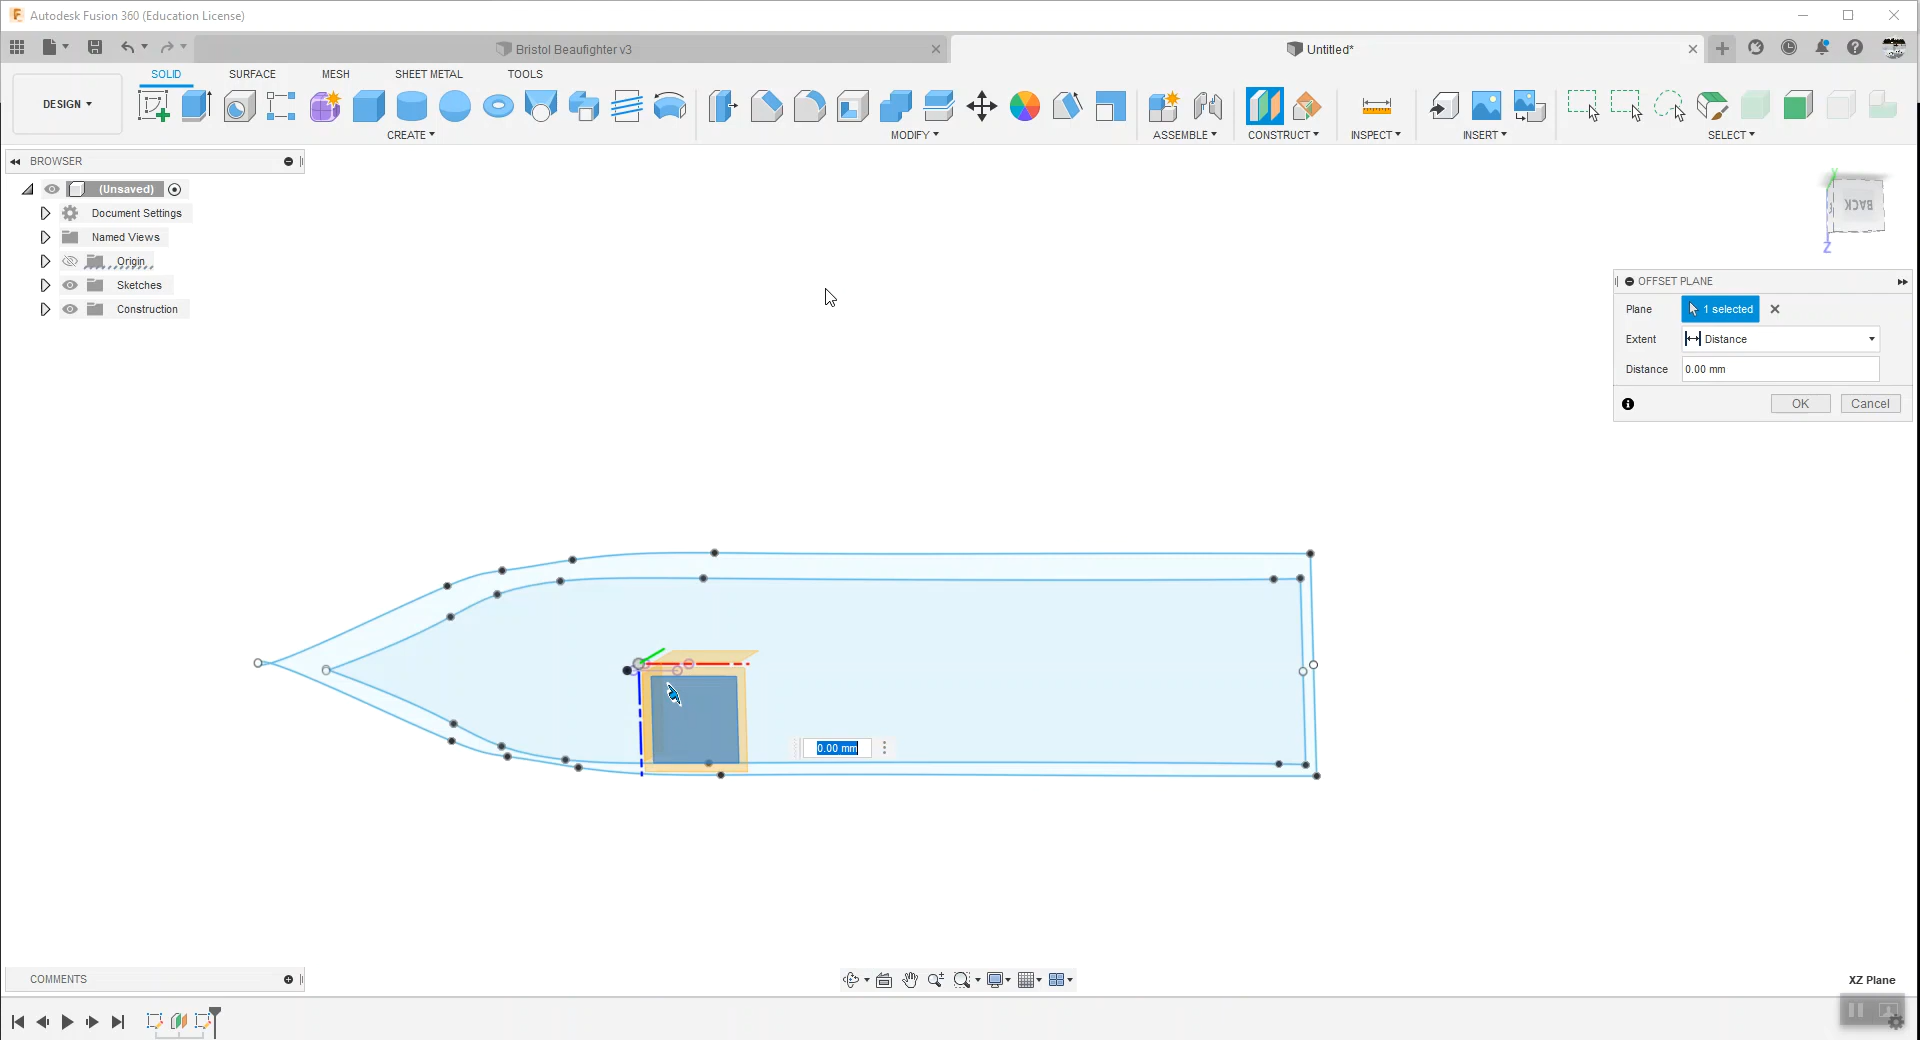 Autodesk Fusion 360 (Education License)
Bristol Beaufighter v3
Untitled*
DESIGN
SOLID SURFACE MESH SHEET METAL TOOLS
CREATE MODIFY ASSEMBLE CONSTRUCT INSPECT INSERT SELECT
BROWSER
(Unsaved)
Document Settings
Named Views
Origin
Sketches
Construction
Y
BACK
Z
OFFSET PLANE
Plane 1 selected
Extent Distance
Distance 0.00 mm
OK Cancel
0.00 mm
COMMENTS
XZ Plane